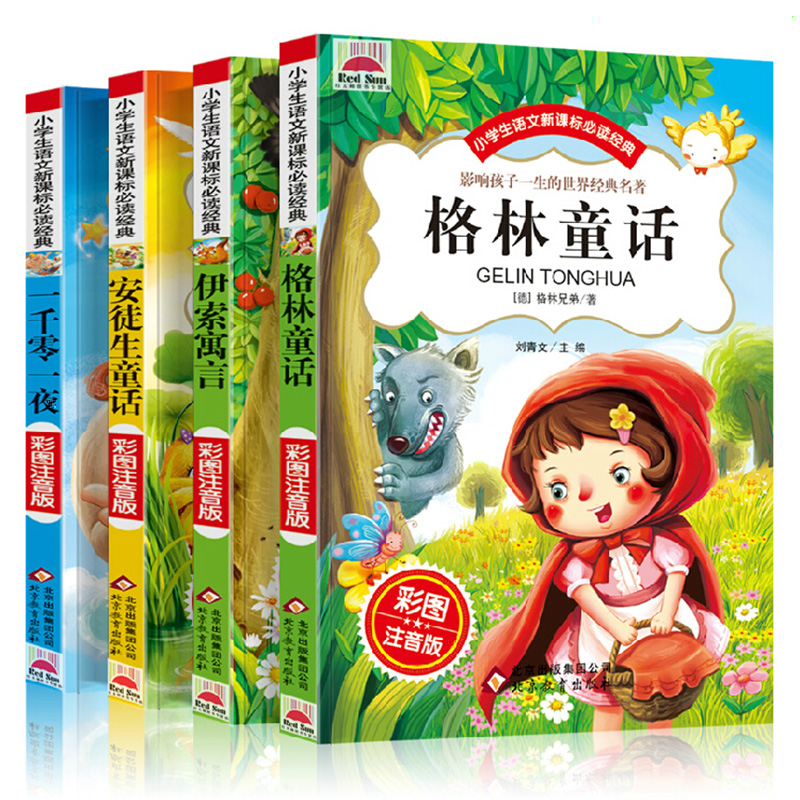 小学生语文新课标必读经典
一千零一夜
彩图注音版
北京出版集团公司
北京教育出版社
Red Sun
小学生语文新课标必读经典
安徒生童话
彩图注音版
北京出版集团公司
北京教育出版社
Red Sun
小学生语文新课标必读经典
伊索寓言
彩图注音版
北京出版集团公司
北京教育出版社
Red Sun
小学生语文新课标必读经典
格林童话
彩图注音版
北京出版集团公司
北京教育出版社
Red Sun
Red Sun
小学生语文新课标必读经典
影响孩子一生的世界经典名著
格林童话
GELIN TONGHUA
[德] 格林兄弟/著
刘青文/主 编
彩图
注音版
北京出版集团公司
北京教育出版社